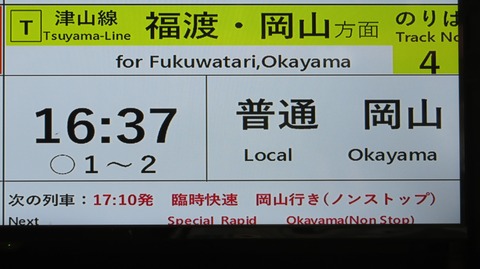 T 津山線 福渡・岡山方面 のりば
Tsuyama-Line Track No
for Fukuwatari,Okayama 4
16:37 普通 岡山
○1～2 Local Okayama
次の列車：17:10発 臨時快速 岡山行き(ノンストップ)
Next Special Rapid Okayama(Non Stop)